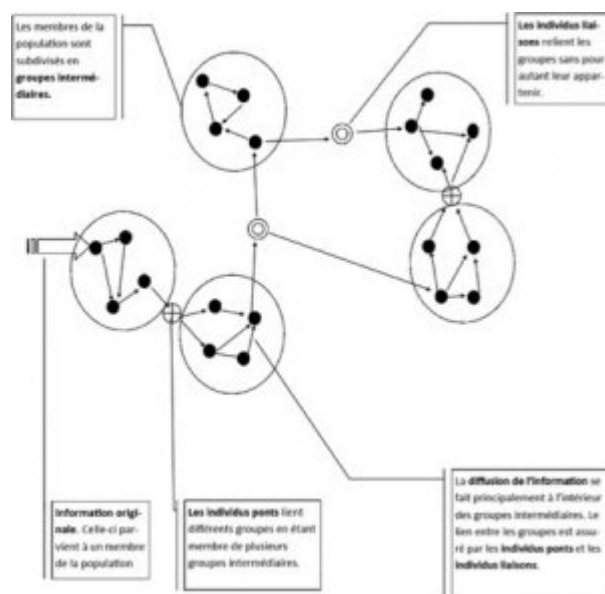 Les membres de la
population sont
subdivisés en
groupes intermé-
diaires.
Les individus liai-
sons relient les
groupes sans pour
autant leur appar-
tenir.
Information origi-
nale. Celle-ci par-
vient à un membre
de la population
Les individus ponts lient
différents groupes en étant
membre de plusieurs
groupes intermédiaires.
La diffusion de l'information se
fait principalement à l'intérieur
des groupes intermédiaires. Le
lien entre les groupes est assu-
ré par les individus ponts et les
individus liaisons.